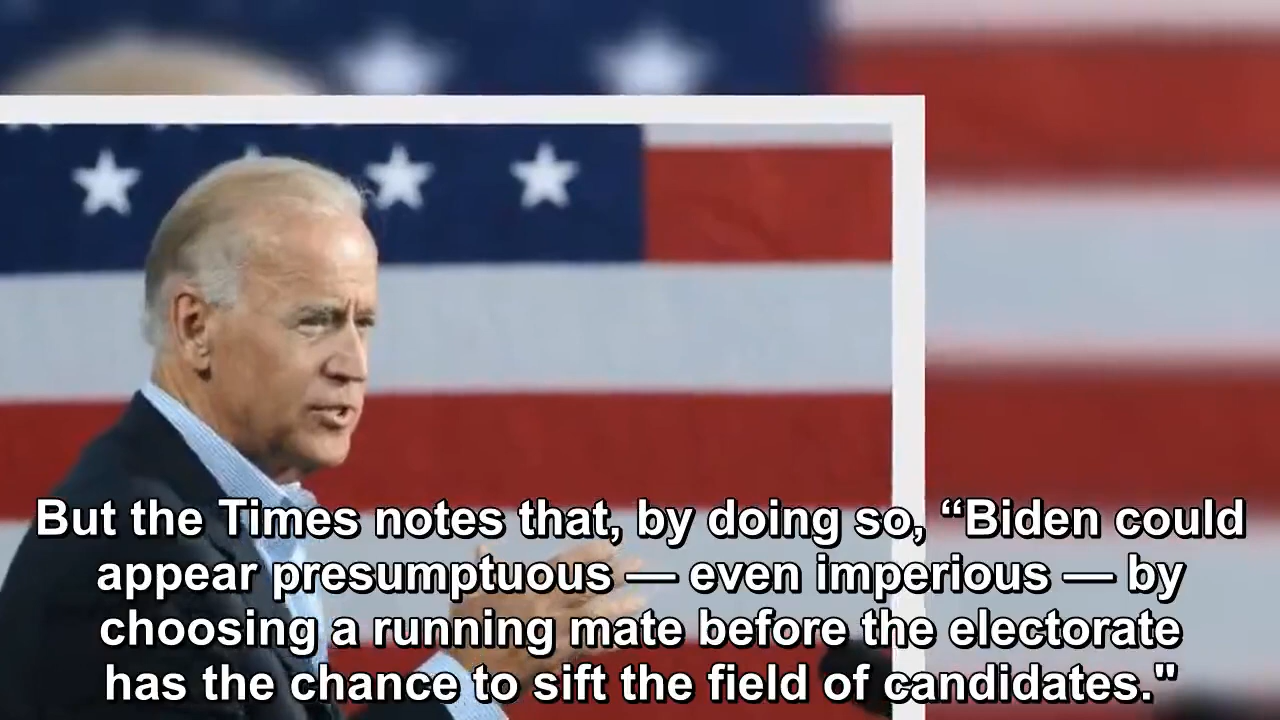 But the Times notes that, by doing so, “Biden could
appear presumptuous — even imperious — by
choosing a running mate before the electorate
has the chance to sift the field of candidates."